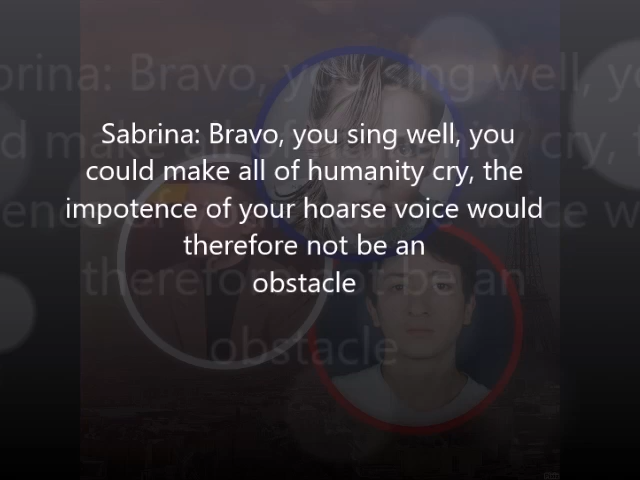 Sabrina: Bravo, you sing well, you
could make all of humanity cry, the
impotence of your hoarse voice would
therefore not be an
obstacle